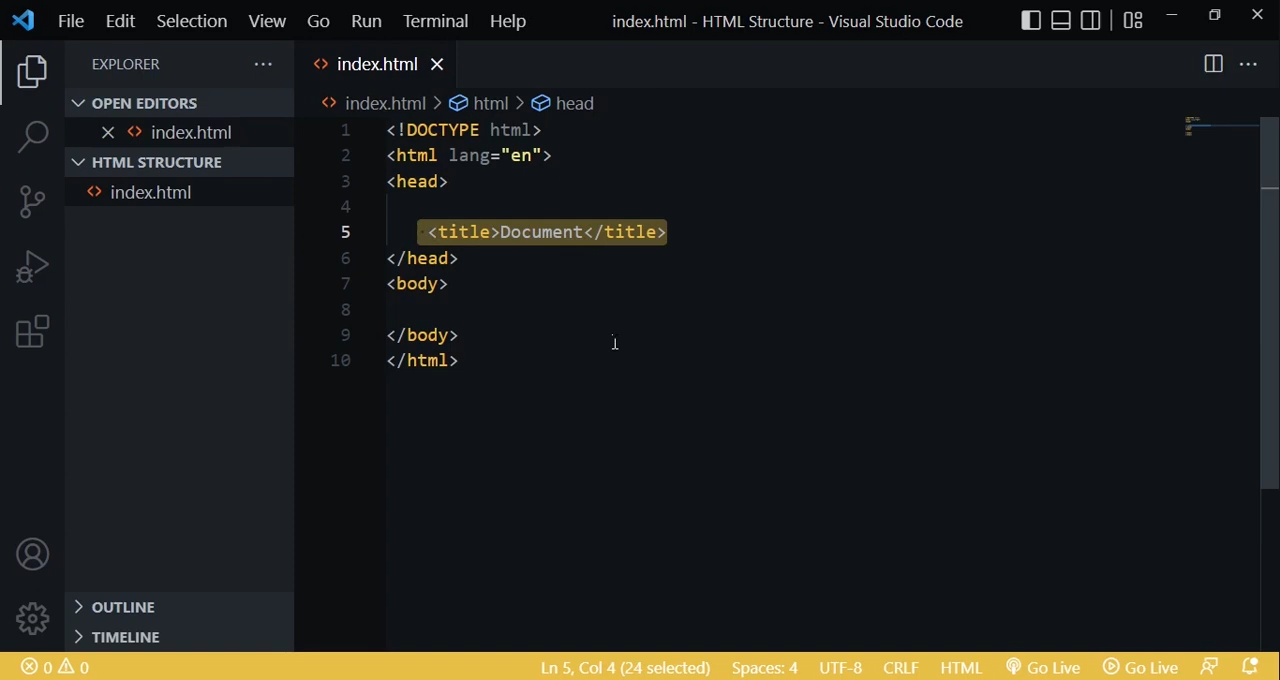 File Edit Selection View Go Run Terminal Help index.html - HTML Structure - Visual Studio Code
EXPLORER
index.html
OPEN EDITORS
index.html > html > head
index.html
HTML STRUCTURE
index.html
1 <!DOCTYPE html>
2 <html lang="en">
3 <head>
4
5 <title>Document</title>
6 </head>
7 <body>
8
9 </body>
10 </html>
OUTLINE
TIMELINE
0 0 Ln 5, Col 4 (24 selected) Spaces: 4 UTF-8 CRLF HTML Go Live Go Live